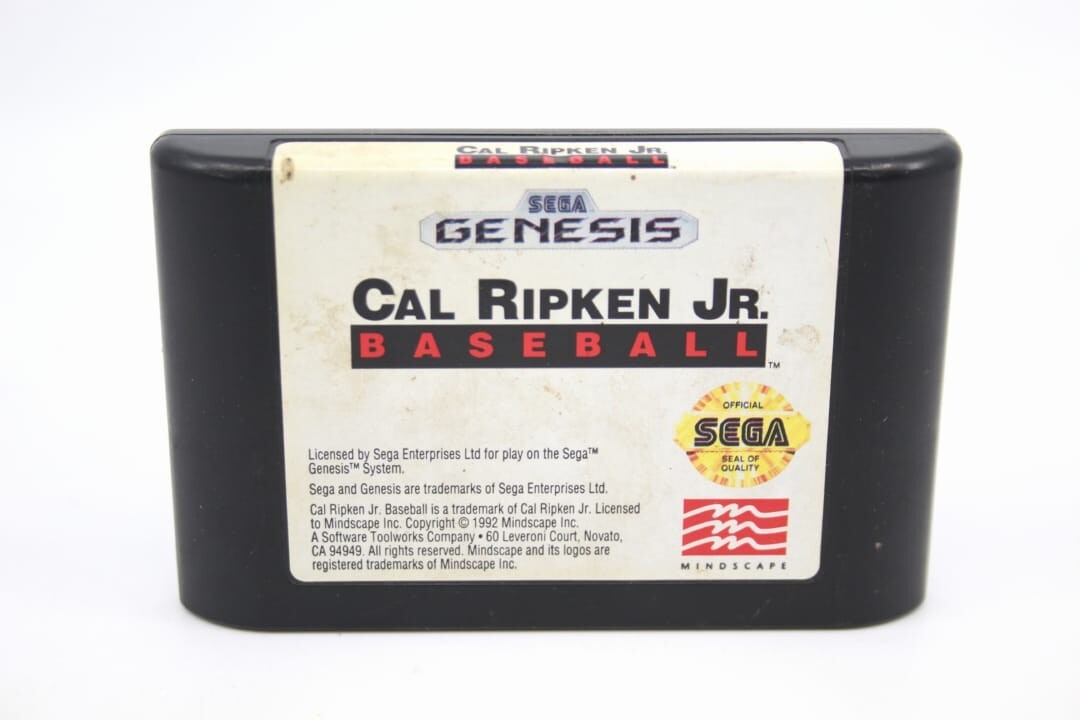 CAL RIPKEN JR.
BASEBALL
SEGA
GENESIS
CAL RIPKEN JR.
BASEBALL™
OFFICIAL
SEGA
SEAL OF
QUALITY
Licensed by Sega Enterprises Ltd for play on the Sega™
Genesis™ System.
Sega and Genesis are trademarks of Sega Enterprises Ltd.
Cal Ripken Jr. Baseball is a trademark of Cal Ripken Jr. Licensed
to Mindscape Inc. Copyright © 1992 Mindscape Inc.
A Software Toolworks Company • 60 Leveroni Court, Novato,
CA 94949. All rights reserved. Mindscape and its logos are
registered trademarks of Mindscape Inc.
MINDSCAPE